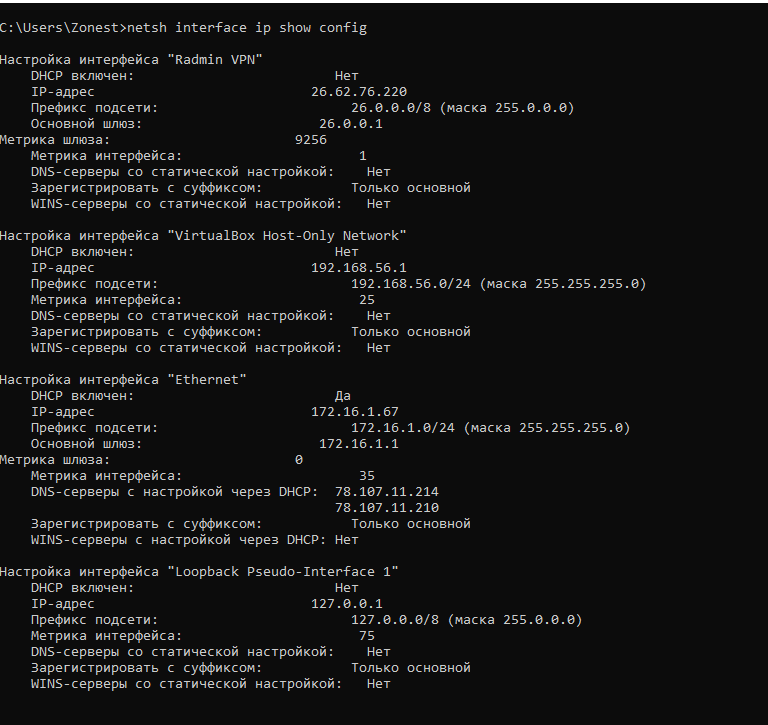 C:\Users\Zonest>netsh interface ip show config
Настройка интерфейса "Radmin VPN"
DHCP включен: Нет
IP-адрес 26.62.76.220
Префикс подсети: 26.0.0.0/8 (маска 255.0.0.0)
Основной шлюз: 26.0.0.1
Метрика шлюза: 9256
Метрика интерфейса: 1
DNS-серверы со статической настройкой: Нет
Зарегистрировать с суффиксом: Только основной
WINS-серверы со статической настройкой: Нет
Настройка интерфейса "VirtualBox Host-Only Network"
DHCP включен: Нет
IP-адрес 192.168.56.1
Префикс подсети: 192.168.56.0/24 (маска 255.255.255.0)
Метрика интерфейса: 25
DNS-серверы со статической настройкой: Нет
Зарегистрировать с суффиксом: Только основной
WINS-серверы со статической настройкой: Нет
Настройка интерфейса "Ethernet"
DHCP включен: Да
IP-адрес 172.16.1.67
Префикс подсети: 172.16.1.0/24 (маска 255.255.255.0)
Основной шлюз: 172.16.1.1
Метрика шлюза: 0
Метрика интерфейса: 35
DNS-серверы с настройкой через DHCP: 78.107.11.214
78.107.11.210
Зарегистрировать с суффиксом: Только основной
WINS-серверы с настройкой через DHCP: Нет
Настройка интерфейса "Loopback Pseudo-Interface 1"
DHCP включен: Нет
IP-адрес 127.0.0.1
Префикс подсети: 127.0.0.0/8 (маска 255.0.0.0)
Метрика интерфейса: 75
DNS-серверы со статической настройкой: Нет
Зарегистрировать с суффиксом: Только основной
WINS-серверы со статической настройкой: Нет